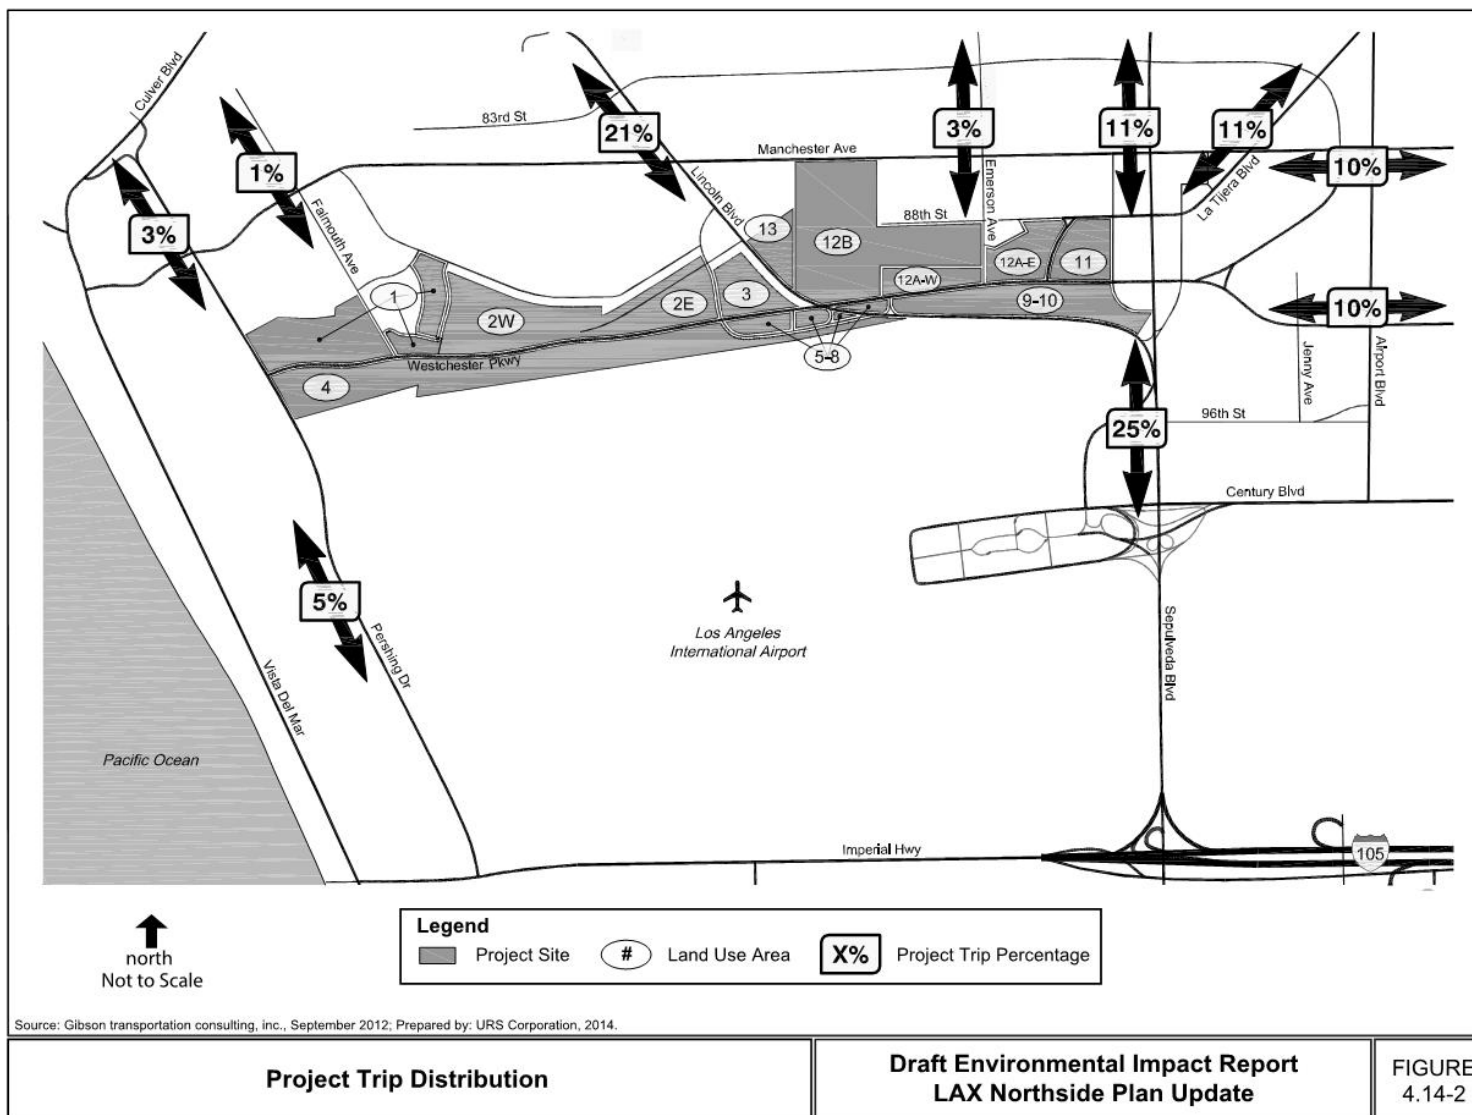 Culver Blvd
83rd St
21%
3%
11%
11%
Manchester Ave
10%
1%
Falmouth Ave
Lincoln Blvd
Emerson Ave
La Tijera Blvd
3%
88th St
13
12B
12A-E
11
12A-W
1
2W
2E
3
9-10
10%
5-8
Westchester Pkwy
4
Jenny Ave
Airport Blvd
25%
96th St
Century Blvd
5%
Pershing Dr
Los Angeles
International Airport
Sepulveda Blvd
Vista Del Mar
Pacific Ocean
Imperial Hwy
105
north
Not to Scale
Legend
Project Site
# Land Use Area
X% Project Trip Percentage
Source: Gibson transportation consulting, inc., September 2012; Prepared by: URS Corporation, 2014.
Project Trip Distribution
Draft Environmental Impact Report
LAX Northside Plan Update
FIGURE
4.14-2